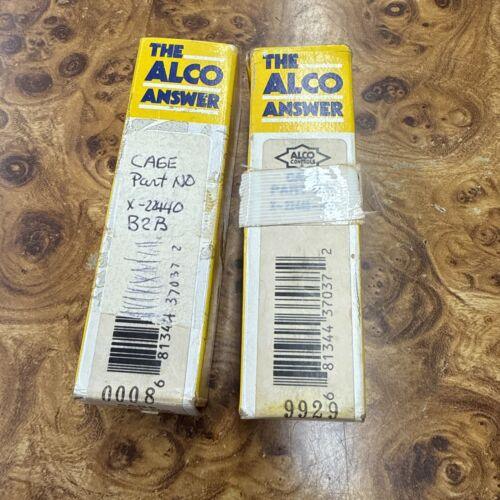 THE
ALCO
ANSWER
CAGE
Part NO
X-22440
B2B
6 81344 37037 2
0008
THE
ALCO
ANSWER
ALCO
CONTROLS
PART
6 81344 37037 2
9929